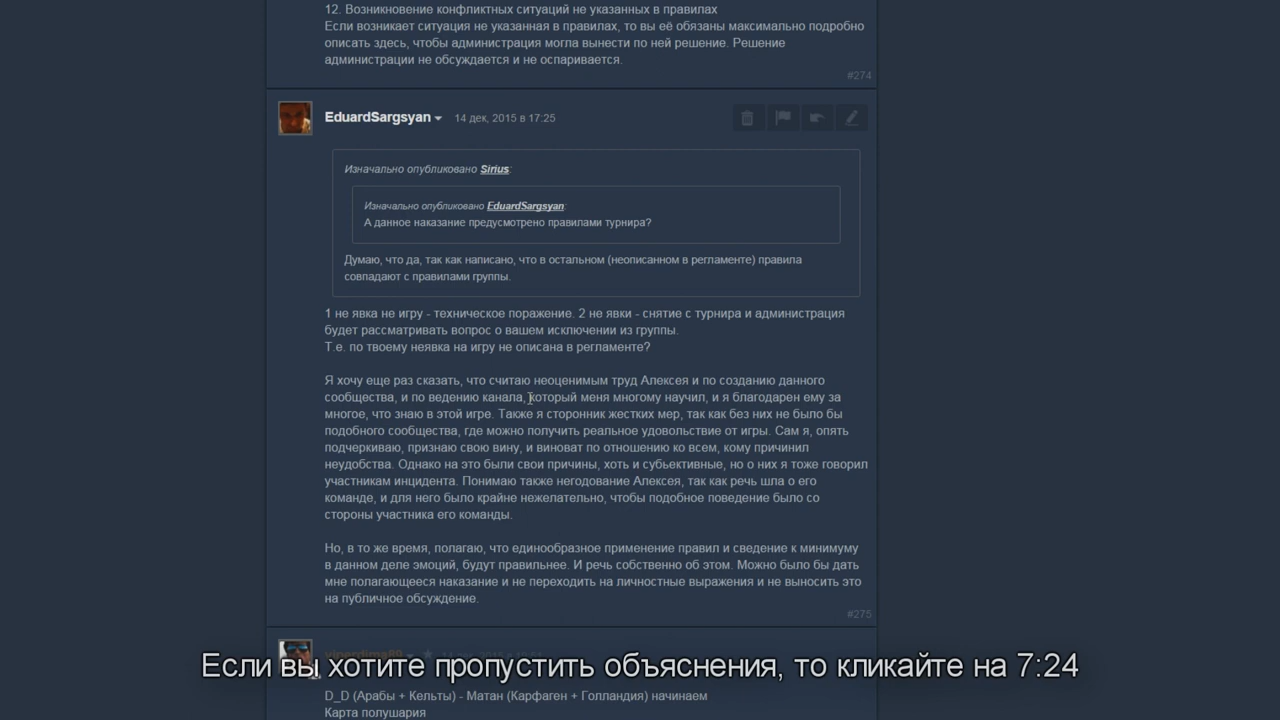 12. Возникновение конфликтных ситуаций не указанных в правилах
Если возникает ситуация не указанная в правилах, то вы её обязаны максимально подробно
описать здесь, чтобы администрация могла вынести по ней решение. Решение
администрации не обсуждается и не оспаривается.
#274
EduardSargsyan 14 дек, 2015 в 17:25
Изначально опубликовано Sirius:
Изначально опубликовано EduardSargsyan:
А данное наказание предусмотрено правилами турнира?
Думаю, что да, так как написано, что в остальном (неописанном в регламенте) правила
совпадают с правилами группы.
1 не явка не игру - техническое поражение. 2 не явки - снятие с турнира и администрация
будет рассматривать вопрос о вашем исключении из группы.
Т.е. по твоему неявка на игру не описана в регламенте?
Я хочу еще раз сказать, что считаю неоценимым труд Алексея и по созданию данного
сообщества, и по ведению канала, который меня многому научил, и я благодарен ему за
многое, что знаю в этой игре. Также я сторонник жестких мер, так как без них не было бы
подобного сообщества, где можно получить реальное удовольствие от игры. Сам я, опять
подчеркиваю, признаю свою вину, и виноват по отношению ко всем, кому причинил
неудобства. Однако на это были свои причины, хоть и субьективные, но о них я тоже говорил
участникам инцидента. Понимаю также негодование Алексея, так как речь шла о его
команде, и для него было крайне нежелательно, чтобы подобное поведение было со
стороны участника его команды.
Но, в то же время, полагаю, что единообразное применение правил и сведение к минимуму
в данном деле эмоций, будут правильнее. И речь собственно об этом. Можно было бы дать
мне полагающееся наказание и не переходить на личностные выражения и не выносить это
на публичное обсуждение.
#275
Если вы хотите пропустить объяснения, то кликайте на 7:24
D_D (Арабы + Кельты) - Матан (Карфаген + Голландия) начинаем
Карта полушария